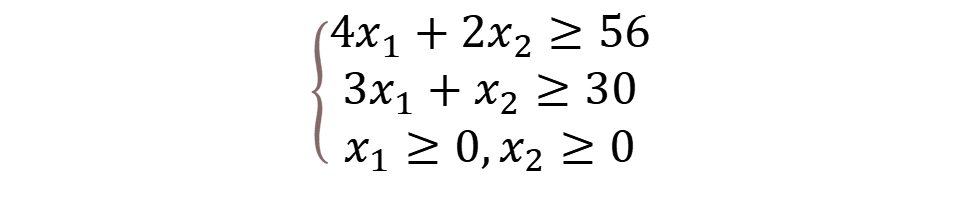 4x₁ + 2x₂ ≥ 56
3x₁ + x₂ ≥ 30
x₁ ≥ 0, x₂ ≥ 0